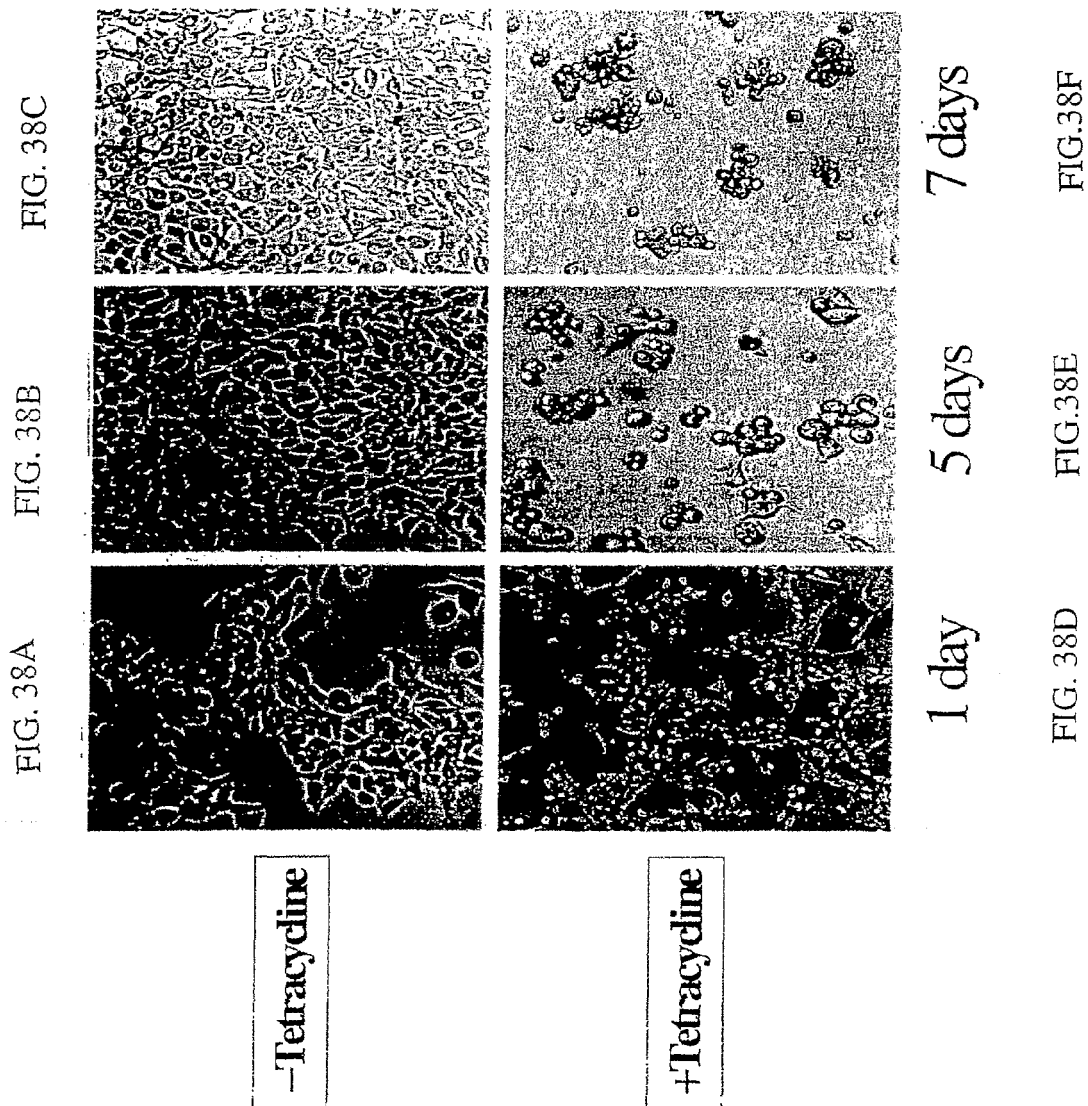 FIG. 38A
FIG. 38B
FIG. 38C
–Tetracycline
+Tetracycline
1 day
5 days
7 days
FIG. 38D
FIG.38E
FIG.38F